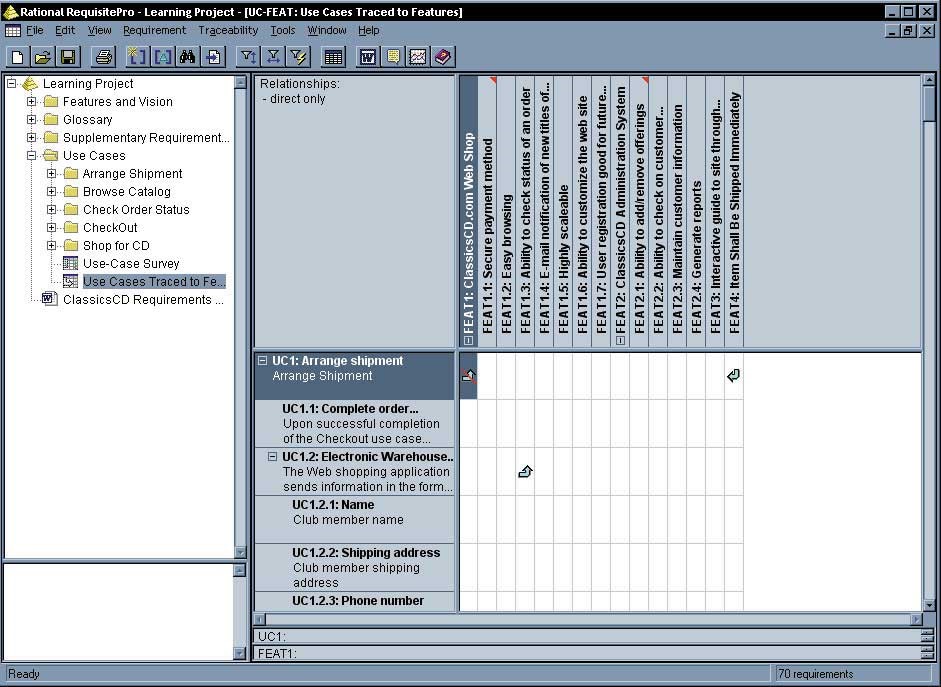 Rational RequisitePro - Learning Project - [UC-FEAT: Use Cases Traced to Features]
File Edit View Requirement Traceability Tools Window Help
Learning Project
Features and Vision
Glossary
Supplementary Requirement...
Use Cases
Arrange Shipment
Browse Catalog
Check Order Status
CheckOut
Shop for CD
Use-Case Survey
Use Cases Traced to Fe...
ClassicsCD Requirements ...
Relationships:
- direct only
FEAT1: ClassicsCD.com Web Shop
FEAT1.1: Secure payment method
FEAT1.2: Easy browsing
FEAT1.3: Ability to check status of an order
FEAT1.4: E-mail notification of new titles of...
FEAT1.5: Highly scaleable
FEAT1.6: Ability to customize the web site
FEAT1.7: User registration good for future...
FEAT2: ClassicsCD Administration System
FEAT2.1: Ability to add/remove offerings
FEAT2.2: Ability to check on customer...
FEAT2.3: Maintain customer information
FEAT2.4: Generate reports
FEAT3: Interactive guide to site through...
FEAT4: Item Shall Be Shipped Immediately
UC1: Arrange shipment
Arrange Shipment
UC1.1: Complete order...
Upon successful completion
of the Checkout use case...
UC1.2: Electronic Warehouse..
The Web shopping application
sends information in the form...
UC1.2.1: Name
Club member name
UC1.2.2: Shipping address
Club member shipping
address
UC1.2.3: Phone number
UC1:
FEAT1:
Ready
70 requirements